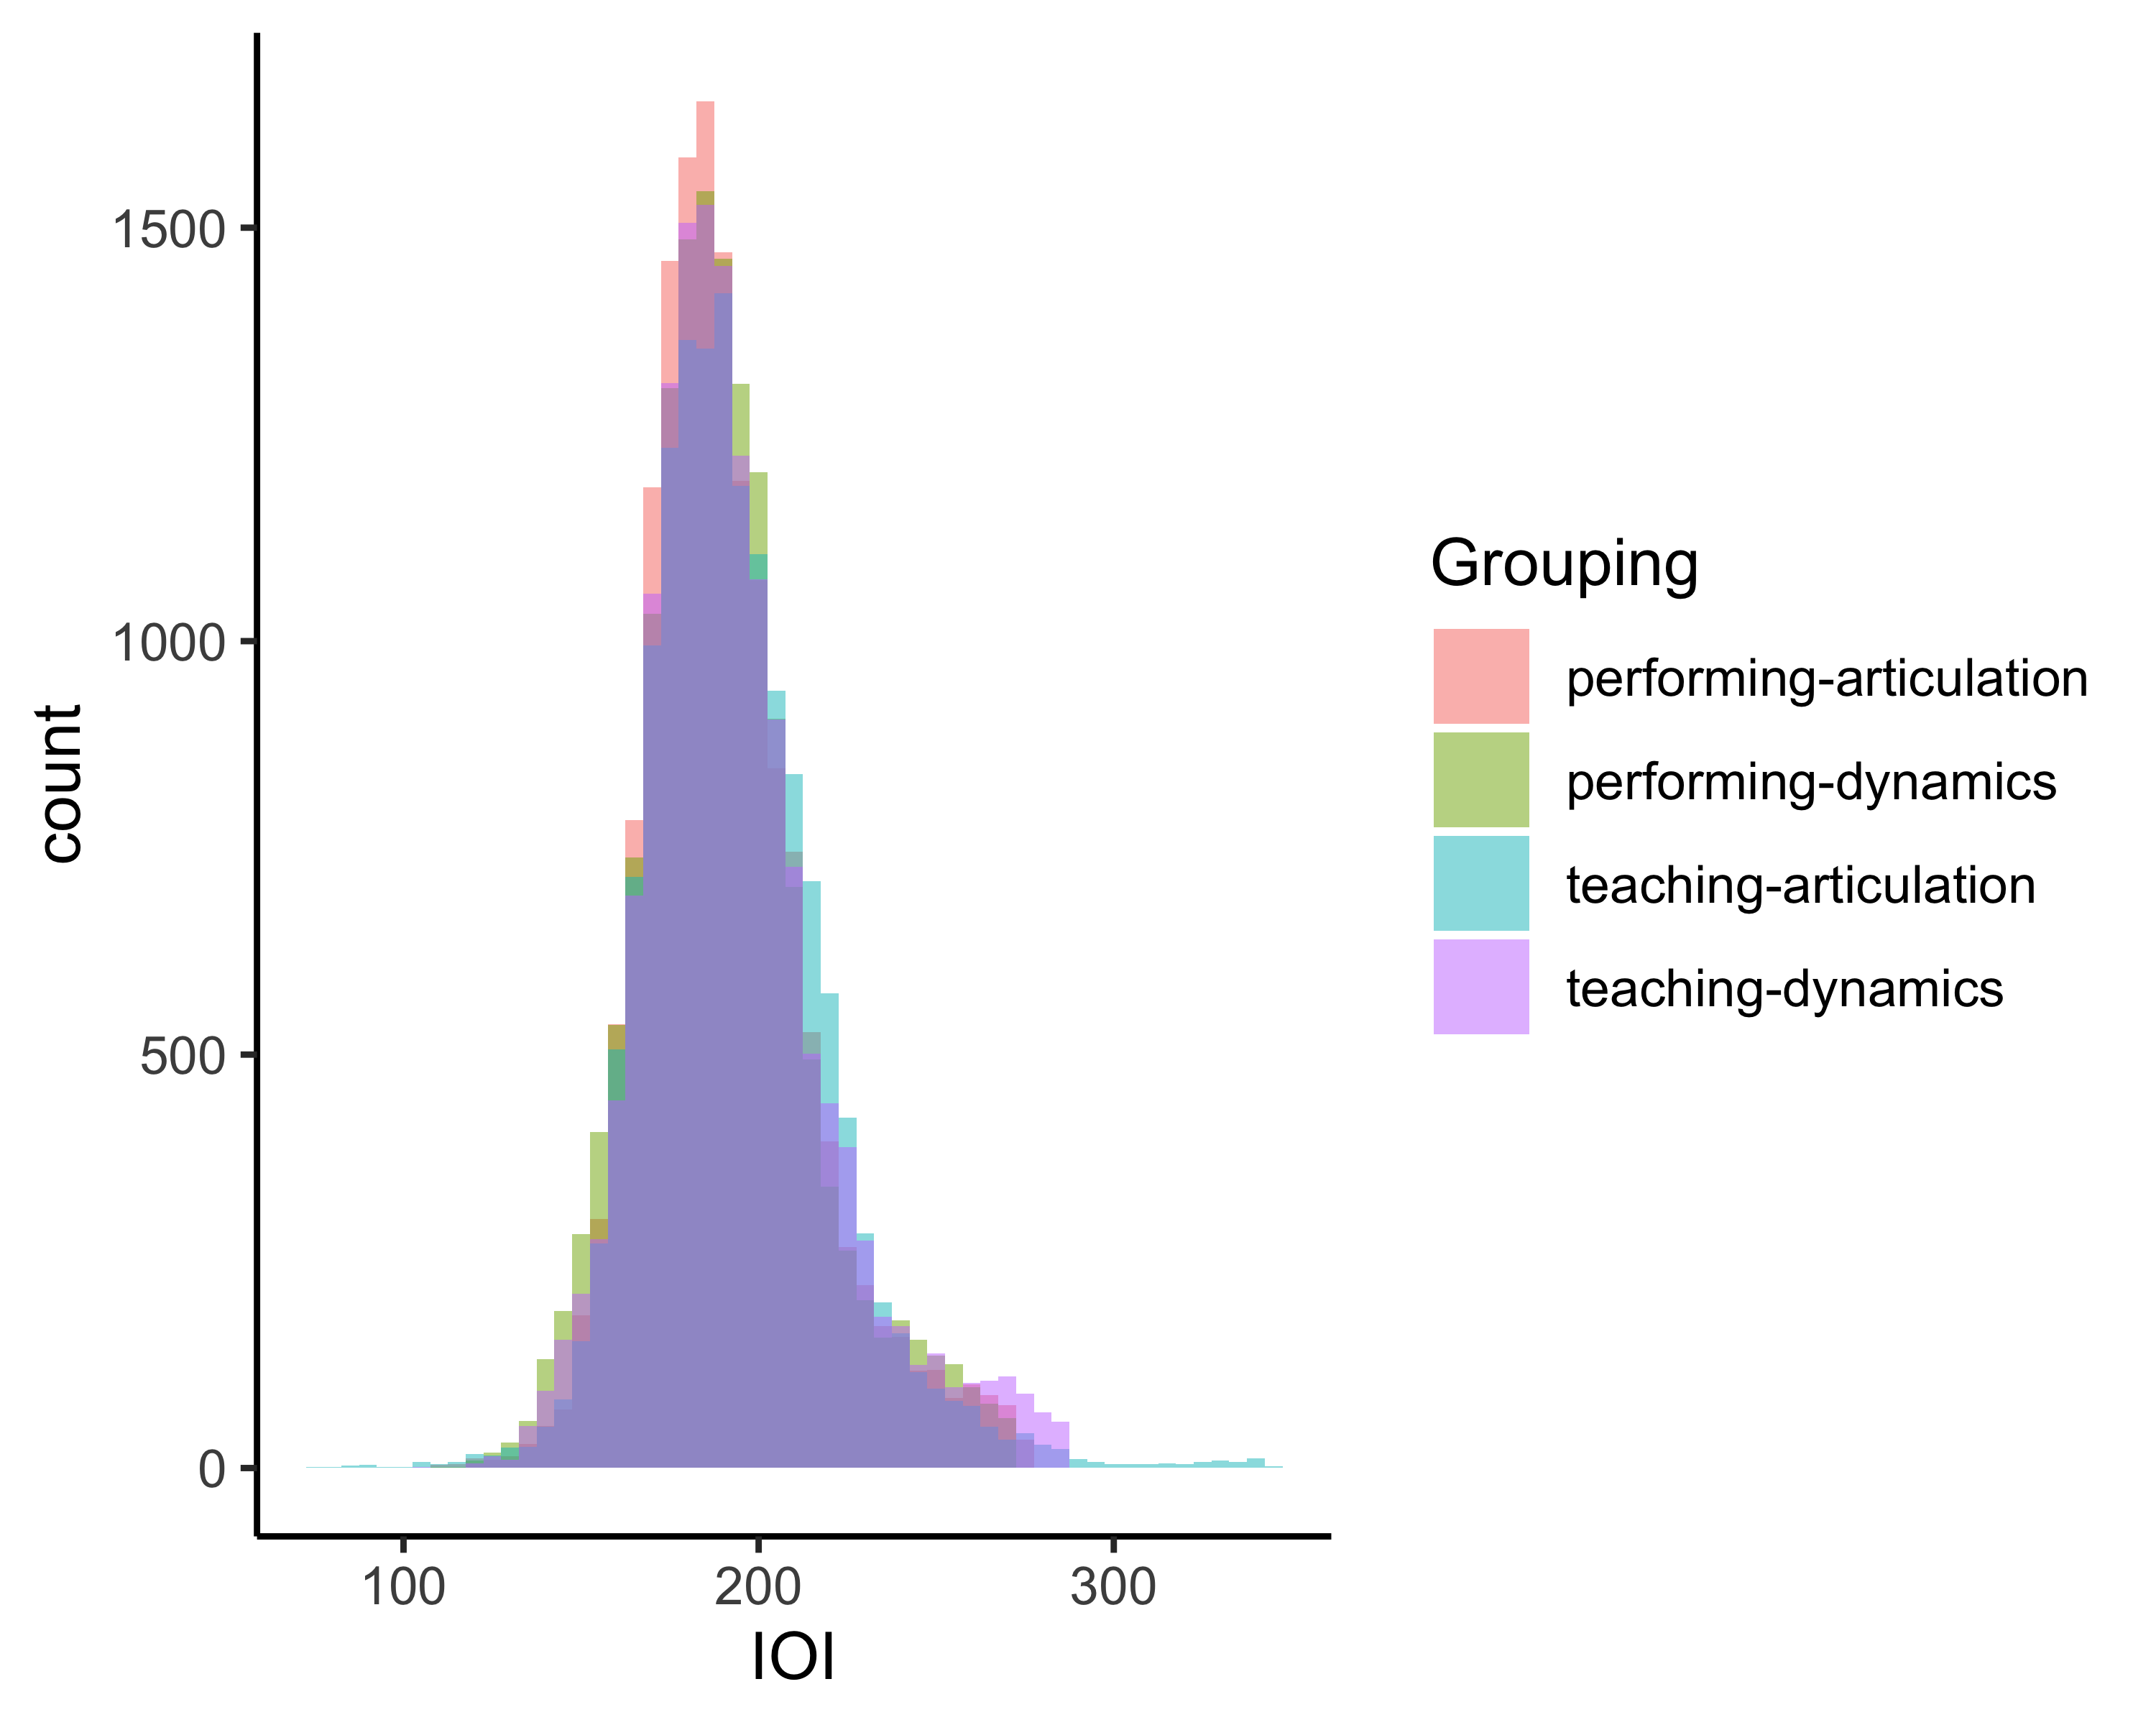 1500
1000
500
0
count
100
200
300
IOI
Grouping
performing-articulation
performing-dynamics
teaching-articulation
teaching-dynamics